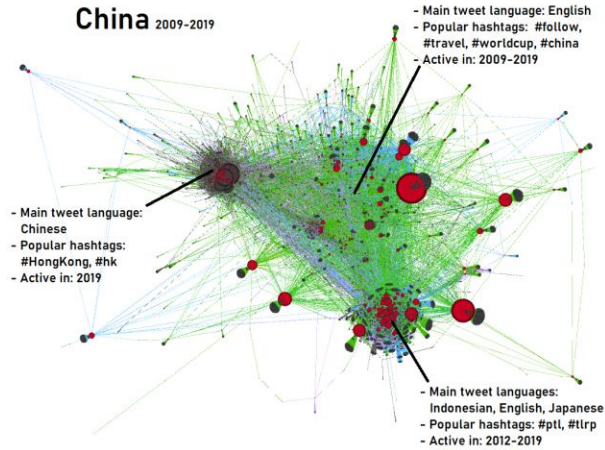 China 2009-2019
- Main tweet language: English
- Popular hashtags: #follow,
#travel, #worldcup, #china
- Active in: 2009-2019
- Main tweet language:
Chinese
- Popular hashtags:
#HongKong, #hk
- Active in: 2019
- Main tweet languages:
Indonesian, English, Japanese
- Popular hashtags: #ptl, #tlrp
- Active in: 2012-2019